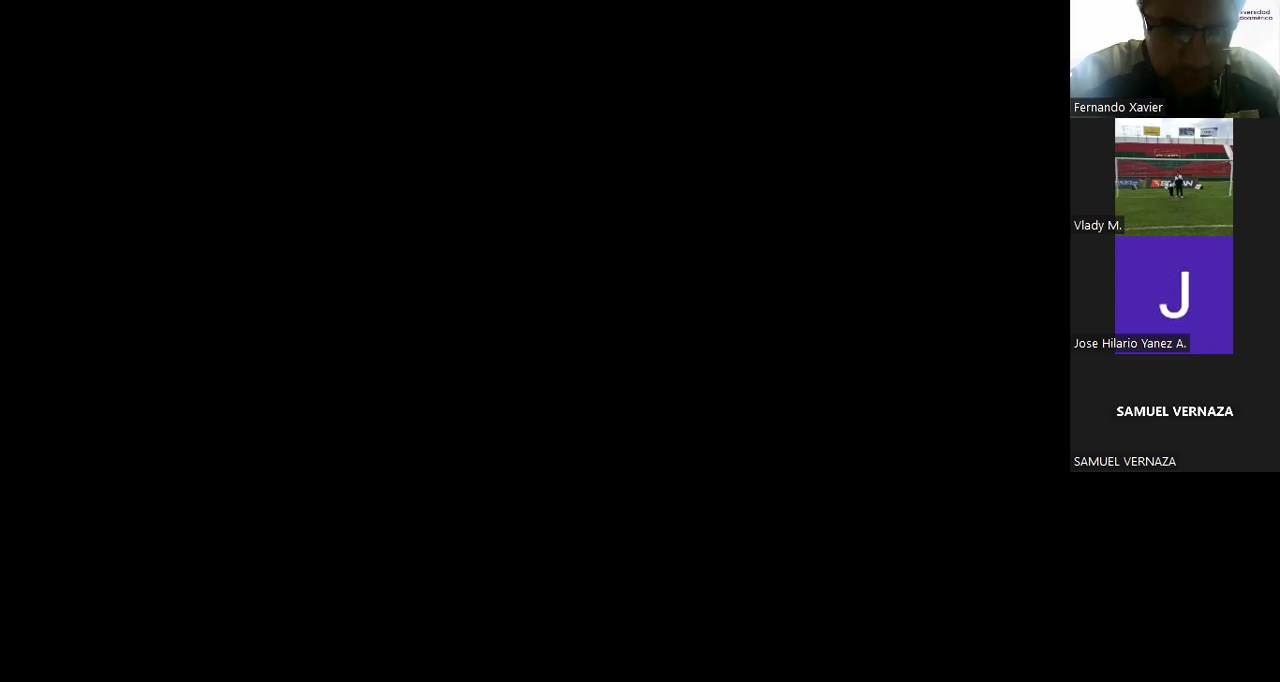 Fernando Xavier
Vlady M.
J
Jose Hilario Yanez A.
SAMUEL VERNAZA
SAMUEL VERNAZA